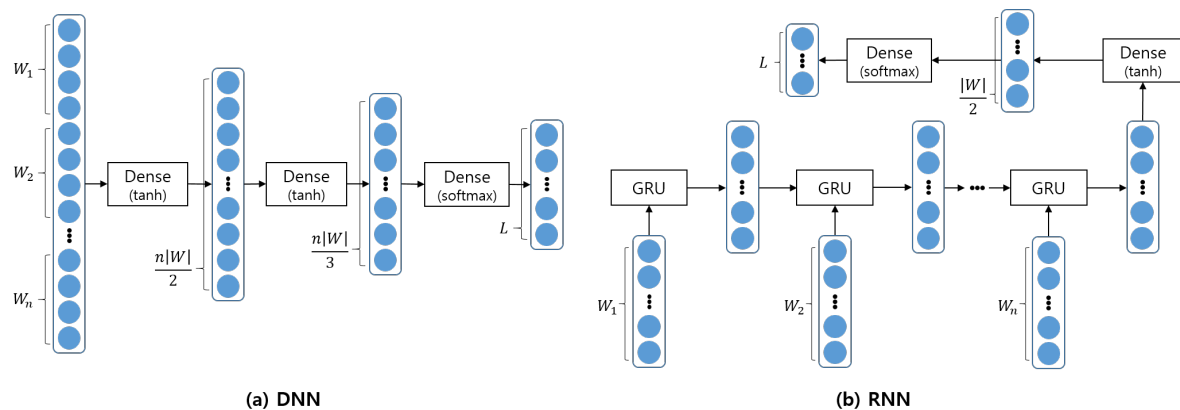 W₁
W₂
Wₙ
Dense
(tanh)
n|W|
2
Dense
(tanh)
n|W|
3
Dense
(softmax)
L
(a) DNN
L
Dense
(softmax)
|W|
2
Dense
(tanh)
GRU
GRU
GRU
W₁
W₂
Wₙ
(b) RNN